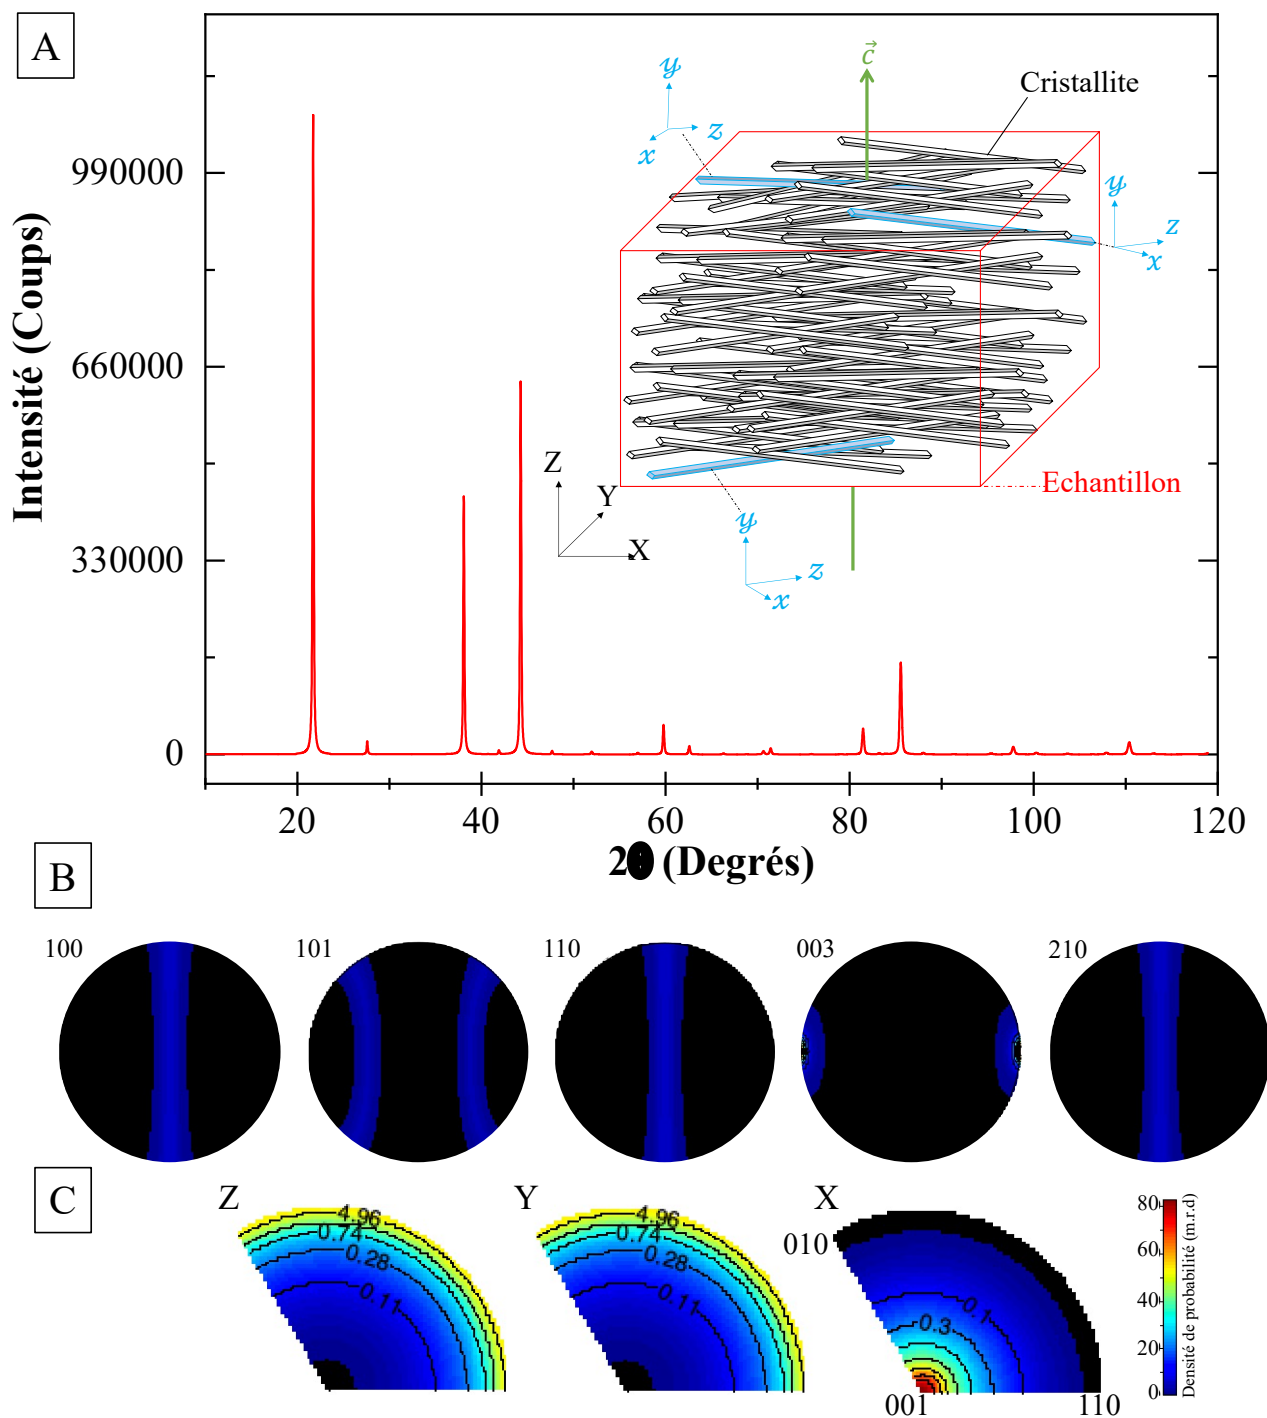 A
Intensité (Coups)
990000
660000
330000
0
20
40
60
80
100
120
(Degrés)
c⃗
Cristallite
y
z
x
y
z
x
Z
Y
X
Echantillon
y
z
x
B
100
101
110
003
210
C
Z
4.96
0.74
0.28
0.11
Y
4.96
0.74
0.28
0.11
X
010
0.1
0.3
001
110
80
60
40
20
0
Densité de probabilité (m.r.d)